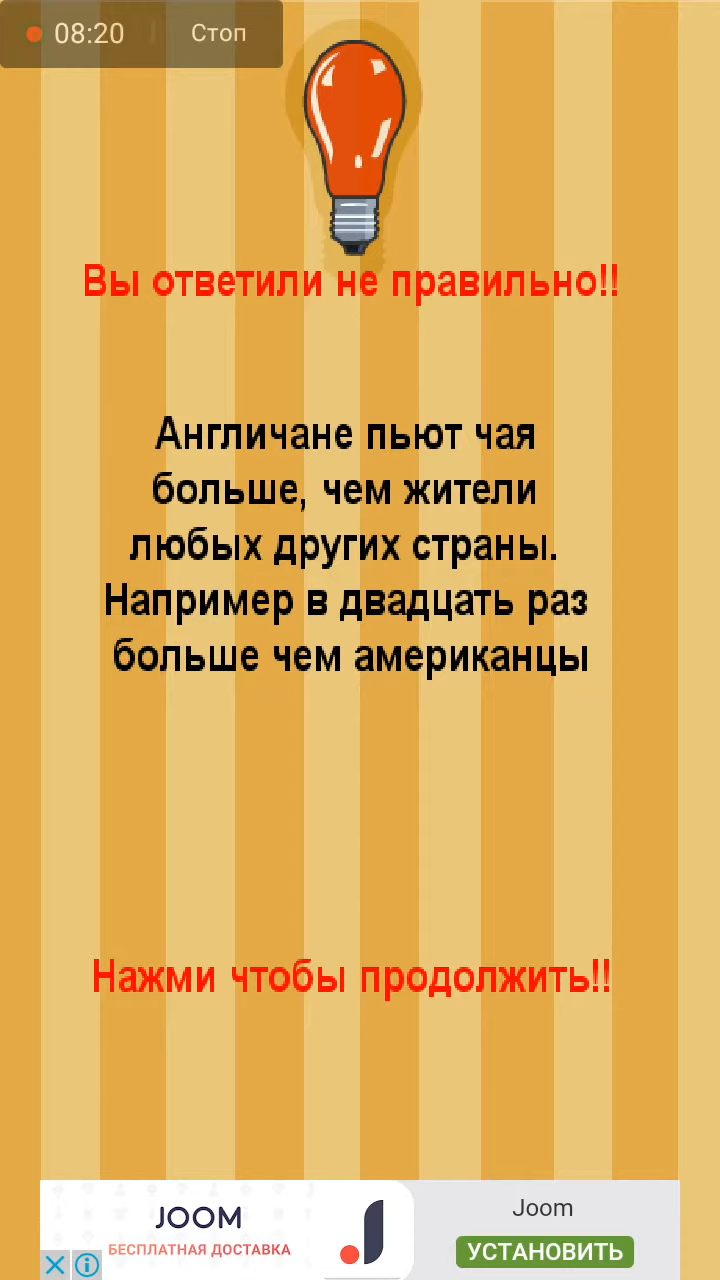 08:20 Стоп
Вы ответили не правильно!!
Англичане пьют чая
больше, чем жители
любых других страны.
Например в двадцать раз
больше чем американцы
Нажми чтобы продолжить!!
JOOM
БЕСПЛАТНАЯ ДОСТАВКА
Joom
УСТАНОВИТЬ